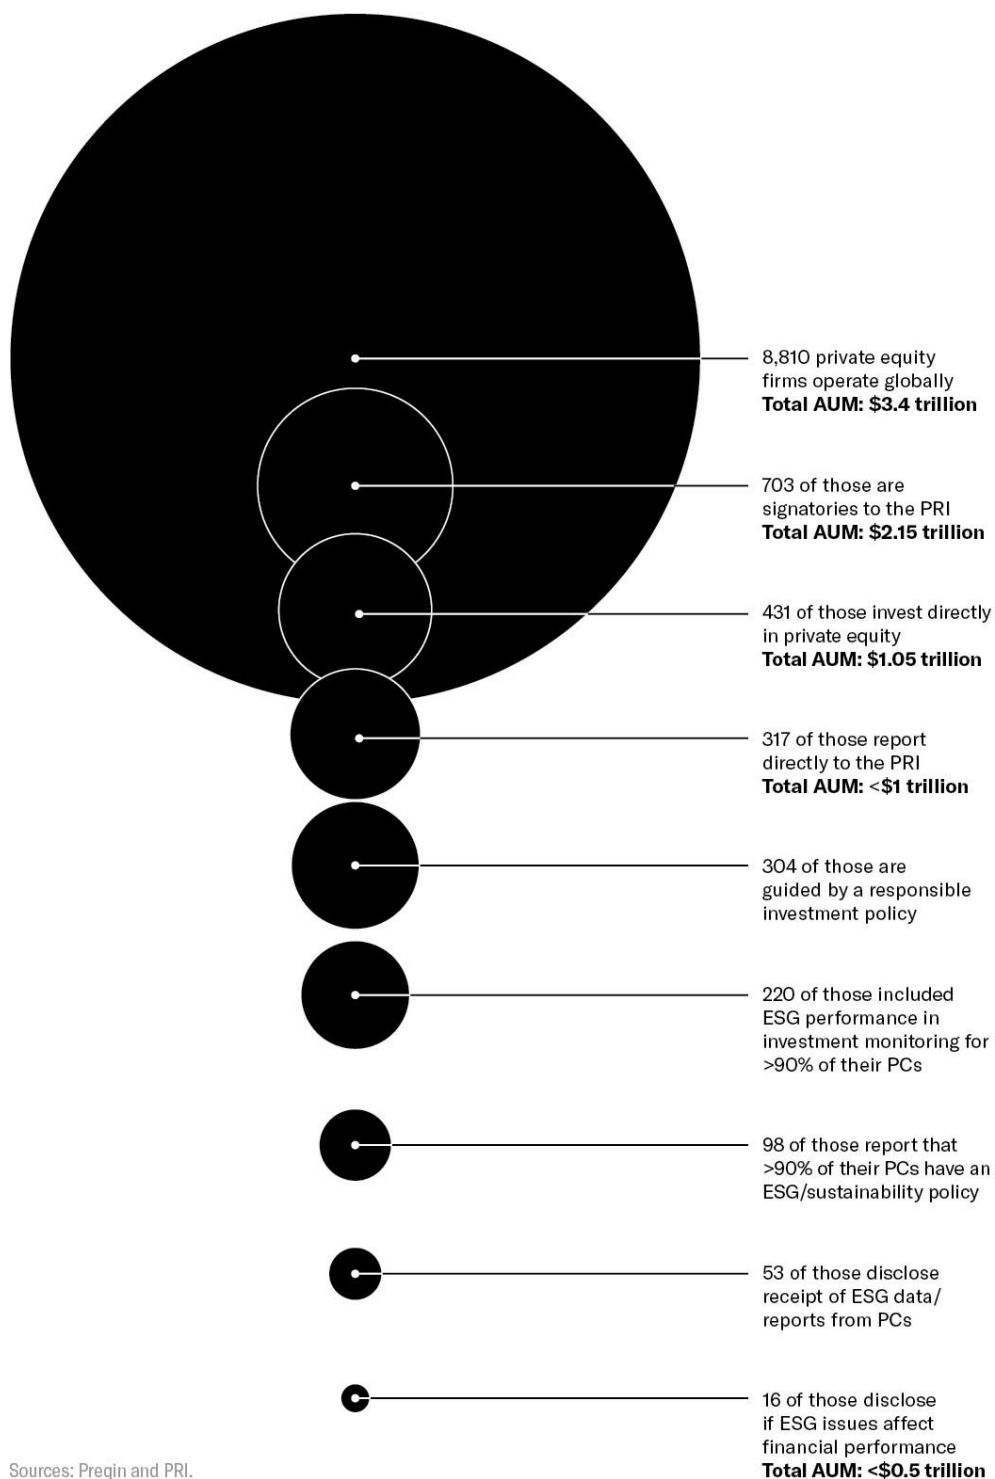 8,810 private equity
firms operate globally
Total AUM: $3.4 trillion
703 of those are
signatories to the PRI
Total AUM: $2.15 trillion
431 of those invest directly
in private equity
Total AUM: $1.05 trillion
317 of those report
directly to the PRI
Total AUM: <$1 trillion
304 of those are
guided by a responsible
investment policy
220 of those included
ESG performance in
investment monitoring for
>90% of their PCs
98 of those report that
>90% of their PCs have an
ESG/sustainability policy
53 of those disclose
receipt of ESG data/
reports from PCs
16 of those disclose
if ESG issues affect
financial performance
Total AUM: <$0.5 trillion
Sources: Preqin and PRI.